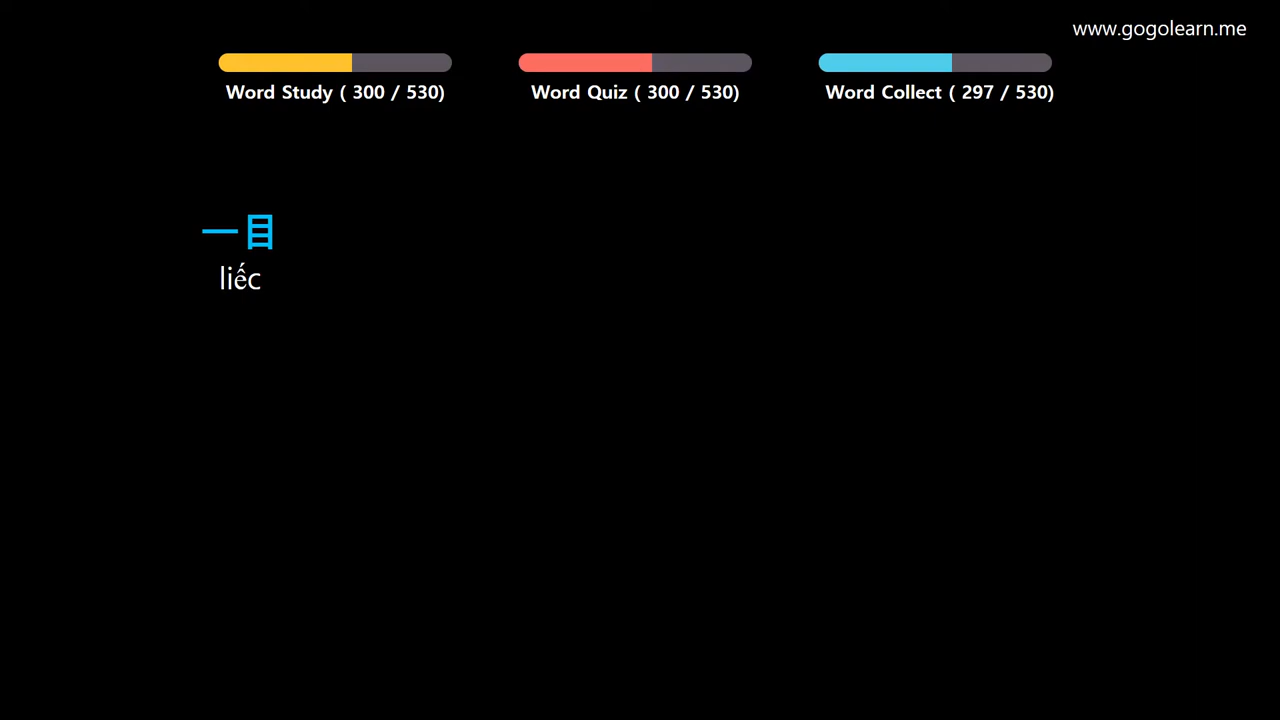 www.gogolearn.me
Word Study ( 300 / 530)
Word Quiz ( 300 / 530)
Word Collect ( 297 / 530)
一目
liếc